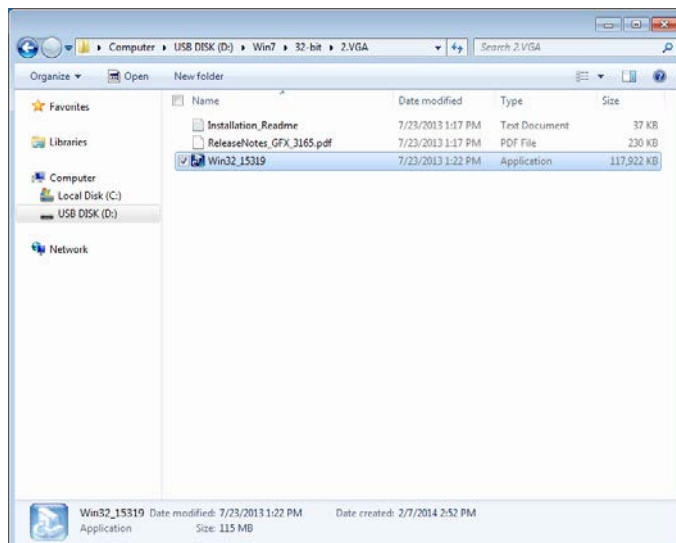 Computer ▸ USB DISK (D:) ▸ Win7 ▸ 32-bit ▸ 2.VGA
Search 2.VGA
Organize Open New folder
Favorites
Libraries
Computer
Local Disk (C:)
USB DISK (D:)
Network
Name Date modified Type Size
Installation_Readme 7/23/2013 1:17 PM Text Document 37 KB
ReleaseNotes_GFX_3165.pdf 7/23/2013 1:17 PM PDF File 230 KB
Win32_15319 7/23/2013 1:22 PM Application 117,922 KB
Win32_15319 Date modified: 7/23/2013 1:22 PM Date created: 2/7/2014 2:52 PM
Application Size: 115 MB